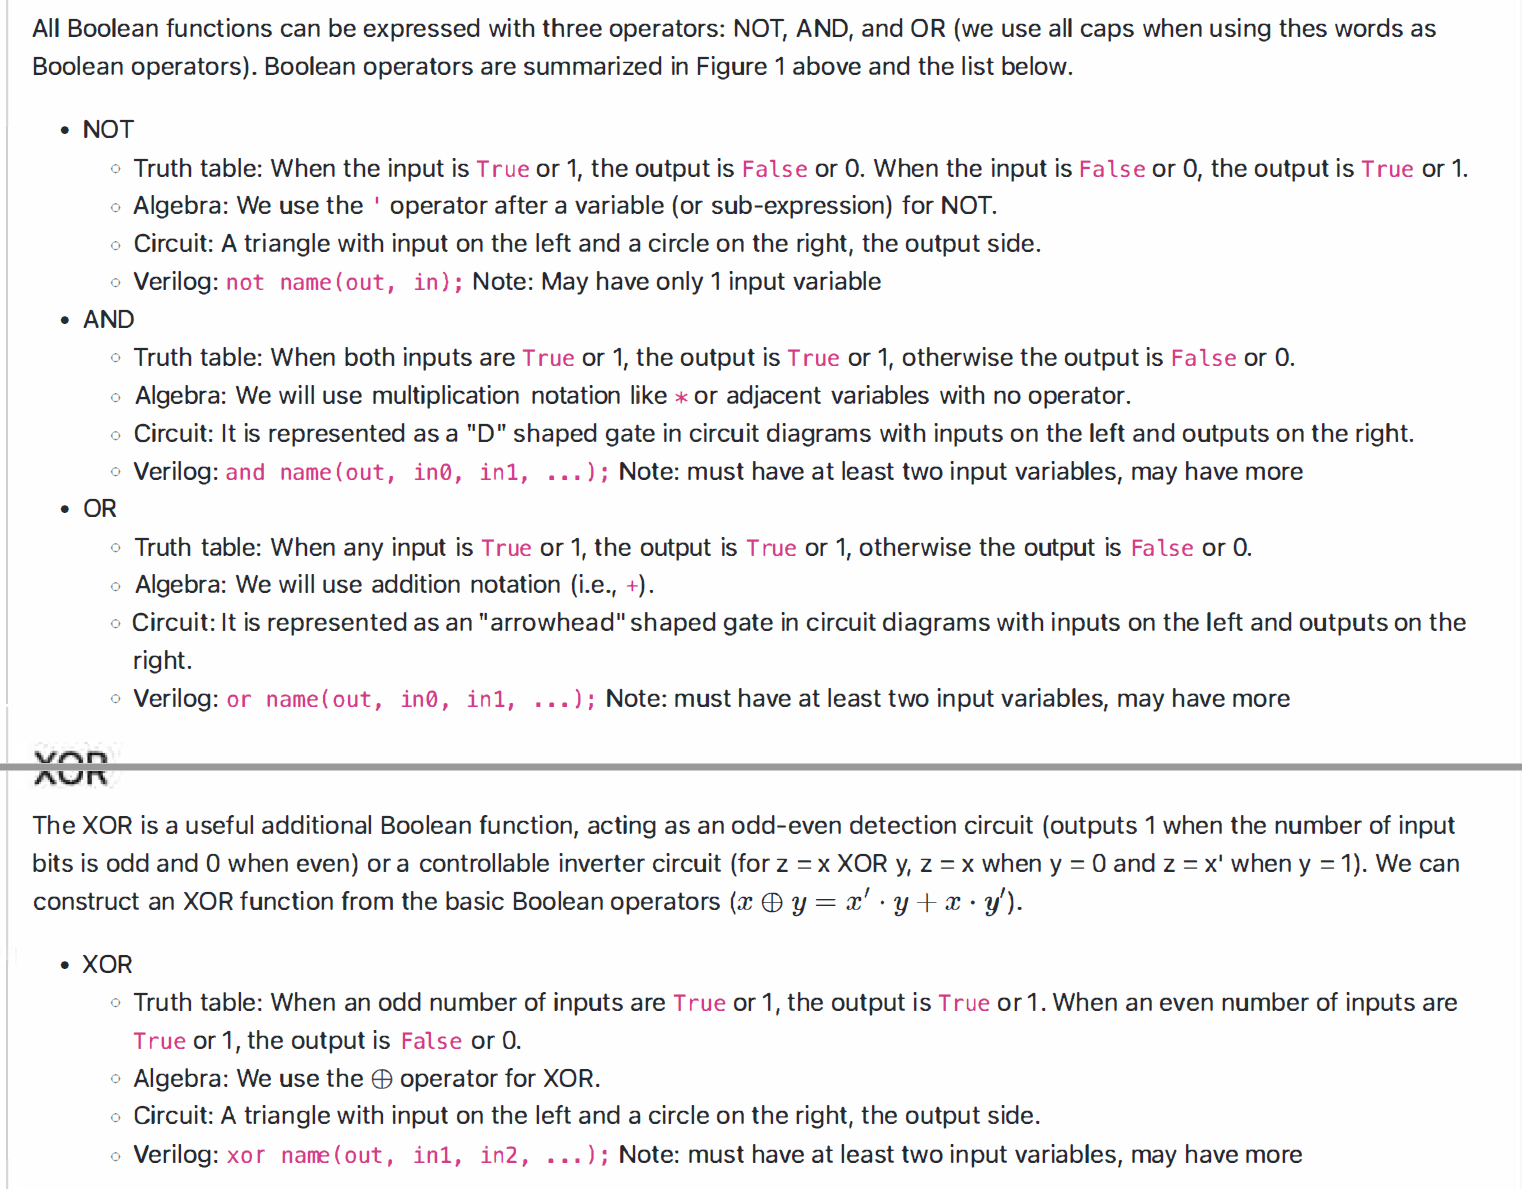 All Boolean functions can be expressed with three operators: NOT, AND, and OR (we use all caps when using thes words as
Boolean operators). Boolean operators are summarized in Figure 1 above and the list below.
• NOT
◦ Truth table: When the input is True or 1, the output is False or 0. When the input is False or 0, the output is True or 1.
◦ Algebra: We use the ' operator after a variable (or sub-expression) for NOT.
◦ Circuit: A triangle with input on the left and a circle on the right, the output side.
◦ Verilog: not name(out, in); Note: May have only 1 input variable
• AND
◦ Truth table: When both inputs are True or 1, the output is True or 1, otherwise the output is False or 0.
◦ Algebra: We will use multiplication notation like * or adjacent variables with no operator.
◦ Circuit: It is represented as a "D" shaped gate in circuit diagrams with inputs on the left and outputs on the right.
◦ Verilog: and name(out, in0, in1, ...); Note: must have at least two input variables, may have more
• OR
◦ Truth table: When any input is True or 1, the output is True or 1, otherwise the output is False or 0.
◦ Algebra: We will use addition notation (i.e., +).
◦ Circuit: It is represented as an "arrowhead" shaped gate in circuit diagrams with inputs on the left and outputs on the
right.
◦ Verilog: or name(out, in0, in1, ...); Note: must have at least two input variables, may have more
XOR
The XOR is a useful additional Boolean function, acting as an odd-even detection circuit (outputs 1 when the number of input
bits is odd and 0 when even) or a controllable inverter circuit (for z = x XOR y, z = x when y = 0 and z = x' when y = 1). We can
construct an XOR function from the basic Boolean operators (x ⊕ y = x′ · y + x · y′).
• XOR
◦ Truth table: When an odd number of inputs are True or 1, the output is True or 1. When an even number of inputs are
True or 1, the output is False or 0.
◦ Algebra: We use the ⊕ operator for XOR.
◦ Circuit: A triangle with input on the left and a circle on the right, the output side.
◦ Verilog: xor name(out, in1, in2, ...); Note: must have at least two input variables, may have more